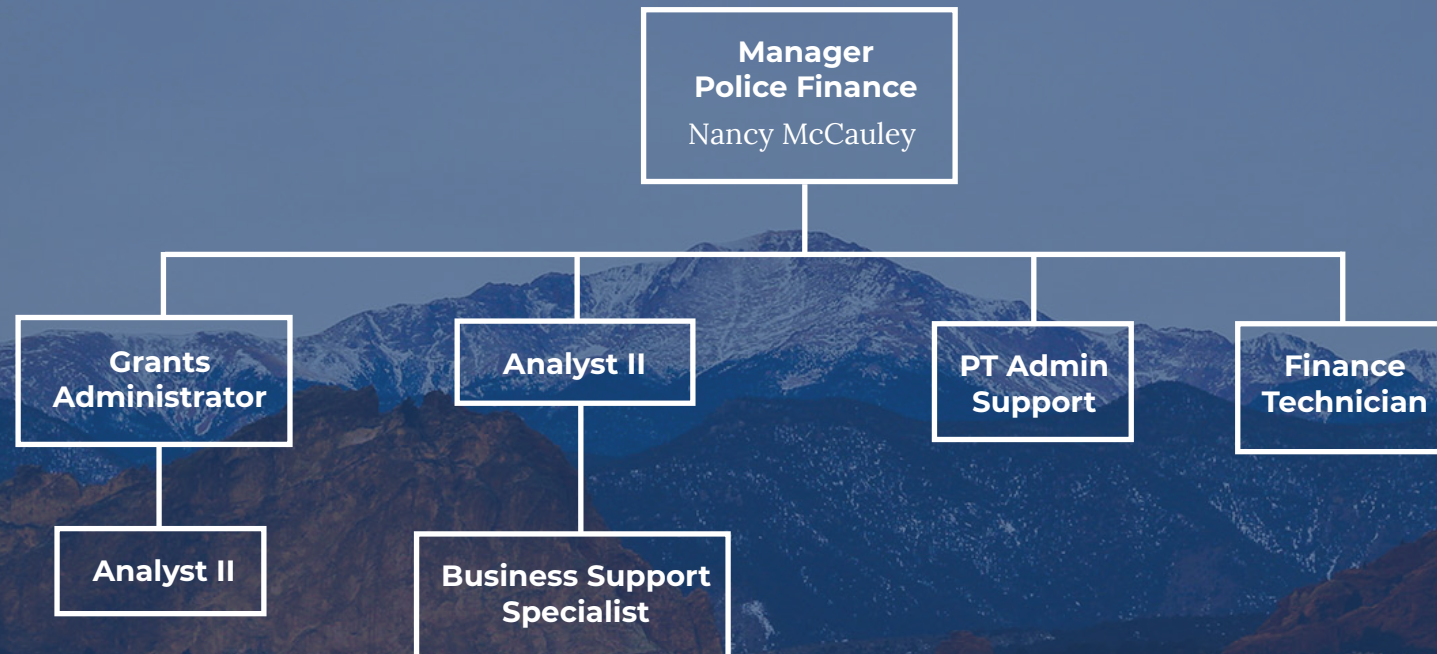 Manager
Police Finance
Nancy McCauley
Grants
Administrator
Analyst II
PT Admin
Support
Finance
Technician
Analyst II
Business Support
Specialist